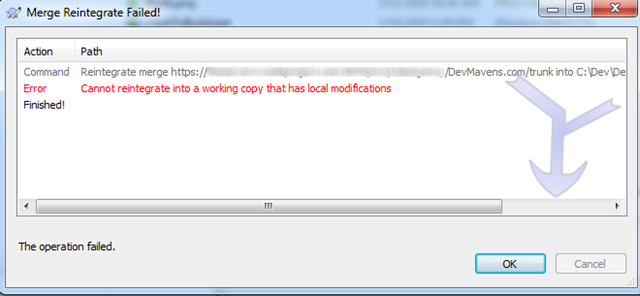 Merge Reintegrate Failed!
Action Path
Command Reintegrate merge https:// /DevMavens.com/trunk into C:\Dev\De
Error Cannot reintegrate into a working copy that has local modifications
Finished!
The operation failed.
OK Cancel